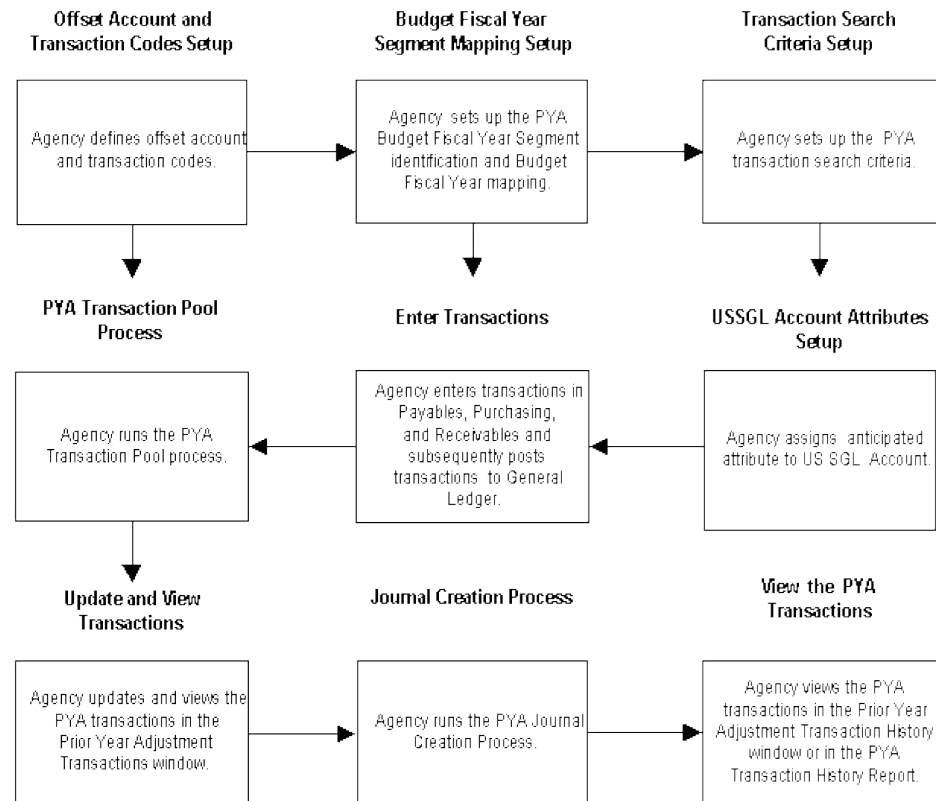 Offset Account and
Transaction Codes Setup
Agency defines offset account
and transaction codes.
Budget Fiscal Year
Segment Mapping Setup
Agency sets up the PYA
Budget Fiscal Year Segment
identification and Budget
Fiscal Year mapping.
Transaction Search
Criteria Setup
Agency sets up the PYA
transaction search criteria.
USSGL Account Attributes
Setup
Agency assigns anticipated
attribute to US SGL Account.
Enter Transactions
Agency enters transactions in
Payables, Purchasing,
and Receivables and
subsequently posts
transactions to General
Ledger.
PYA Transaction Pool
Process
Agency runs the PYA
Transaction Pool process.
Update and View
Transactions
Agency updates and views the
PYA transactions in the
Prior Year Adjustment
Transactions window.
Journal Creation Process
Agency runs the PYA Journal
Creation Process.
View the PYA
Transactions
Agency views the PYA
transactions in the Prior Year
Adjustment Transaction History
window or in the PYA
Transaction History Report.